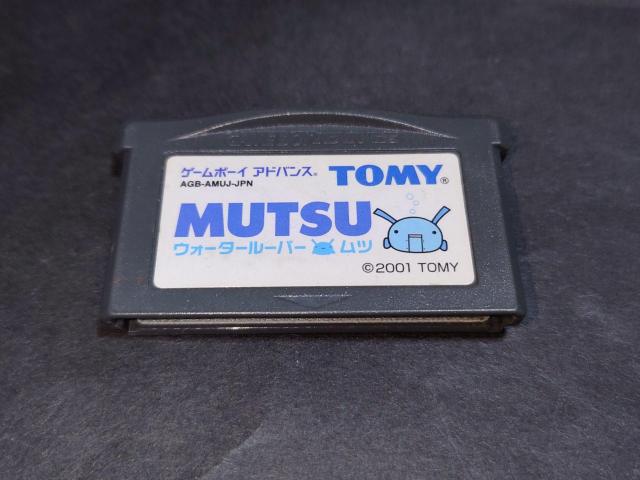 ゲームボーイ アドバンス® TOMY®
AGB-AMUJ-JPN
MUTSU
ウォータールーパー ムツ
©2001 TOMY